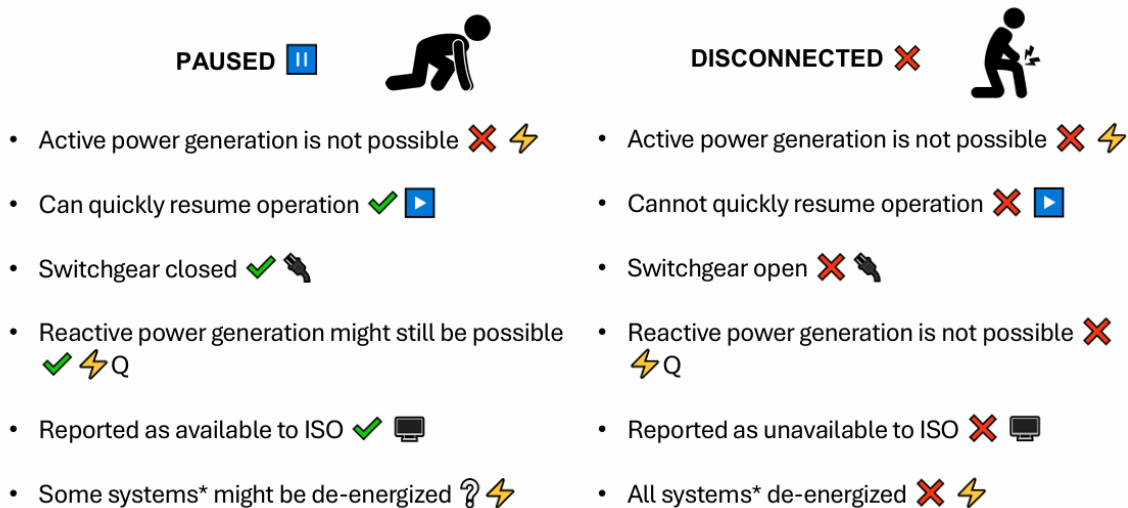 PAUSED
• Active power generation is not possible
• Can quickly resume operation
• Switchgear closed
• Reactive power generation might still be possible
Q
• Reported as available to ISO
• Some systems* might be de-energized ?
DISCONNECTED
• Active power generation is not possible
• Cannot quickly resume operation
• Switchgear open
• Reactive power generation is not possible
Q
• Reported as unavailable to ISO
• All systems* de-energized